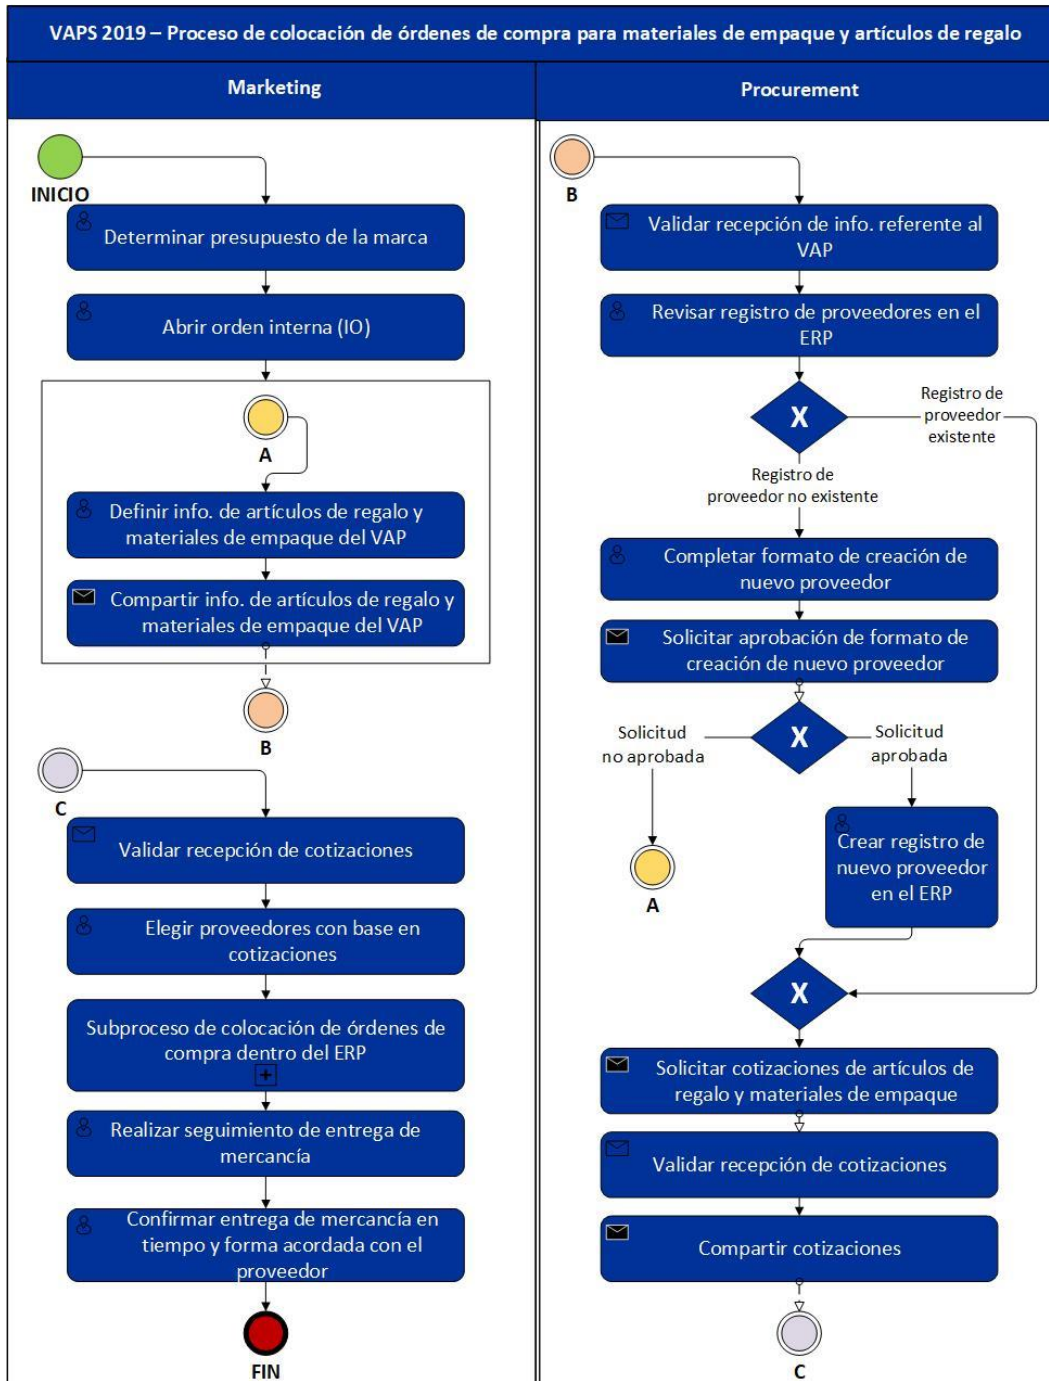 VAPS 2019 – Proceso de colocación de órdenes de compra para materiales de empaque y artículos de regalo
Marketing
INICIO
Determinar presupuesto de la marca
Abrir orden interna (IO)
A
Definir info. de artículos de regalo y
materiales de empaque del VAP
Compartir info. de artículos de regalo y
materiales de empaque del VAP
B
C
Validar recepción de cotizaciones
Elegir proveedores con base en
cotizaciones
Subproceso de colocación de órdenes de
compra dentro del ERP
Realizar seguimiento de entrega de
mercancía
Confirmar entrega de mercancía en
tiempo y forma acordada con el
proveedor
FIN
Procurement
B
Validar recepción de info. referente al
VAP
Revisar registro de proveedores en el
ERP
X
Registro de
proveedor
existente
Registro de
proveedor no existente
Completar formato de creación de
nuevo proveedor
Solicitar aprobación de formato de
creación de nuevo proveedor
X
Solicitud
no aprobada
Solicitud
aprobada
A
Crear registro de
nuevo proveedor
en el ERP
X
Solicitar cotizaciones de artículos de
regalo y materiales de empaque
Validar recepción de cotizaciones
Compartir cotizaciones
C